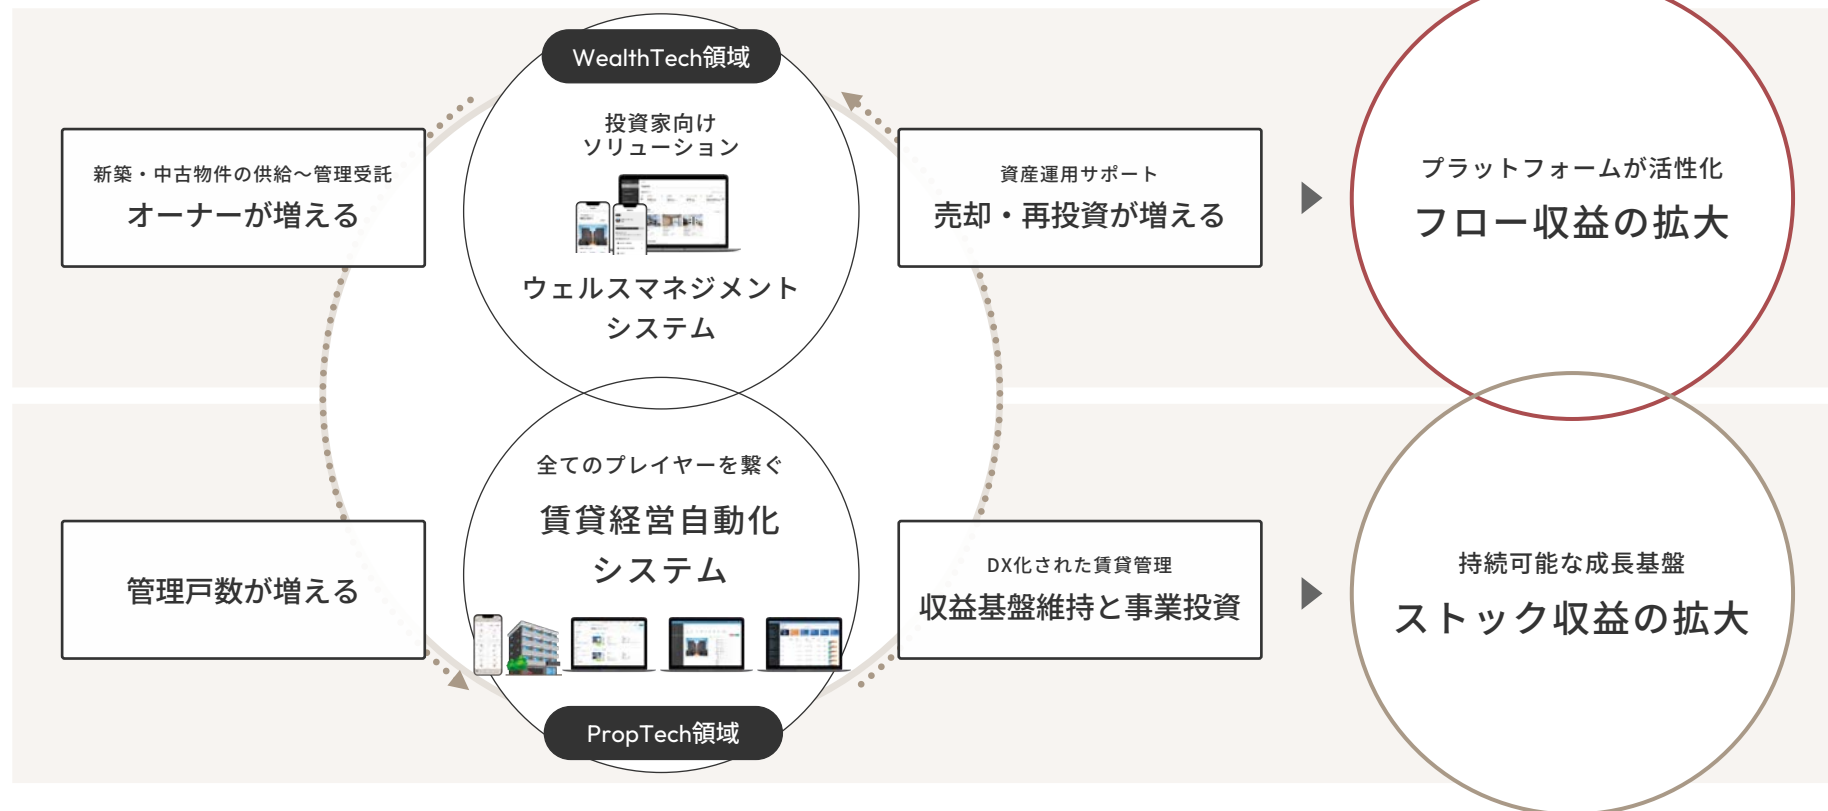 WealthTech領域
投資家向け
ソリューション
ウェルスマネジメント
システム
新築・中古物件の供給～管理受託
オーナーが増える
資産運用サポート
売却・再投資が増える
プラットフォームが活性化
フロー収益の拡大
全てのプレイヤーを繋ぐ
賃貸経営自動化
システム
PropTech領域
管理戸数が増える
DX化された賃貸管理
収益基盤維持と事業投資
持続可能な成長基盤
ストック収益の拡大